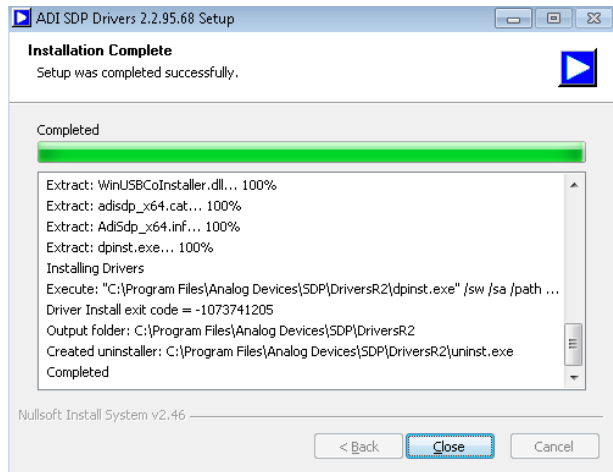 ADI SDP Drivers 2.2.95.68 Setup
Installation Complete
Setup was completed successfully.
Completed
Extract: WinUSBCoInstaller.dll... 100%
Extract: adisdp_x64.cat... 100%
Extract: AdiSdp_x64.inf... 100%
Extract: dpinst.exe... 100%
Installing Drivers
Execute: "C:\Program Files\Analog Devices\SDP\DriversR2\dpinst.exe" /sw /sa /path ...
Driver Install exit code = -1073741205
Output folder: C:\Program Files\Analog Devices\SDP\DriversR2
Created uninstaller: C:\Program Files\Analog Devices\SDP\DriversR2\uninst.exe
Completed
Nullsoft Install System v2.46
< Back Close Cancel